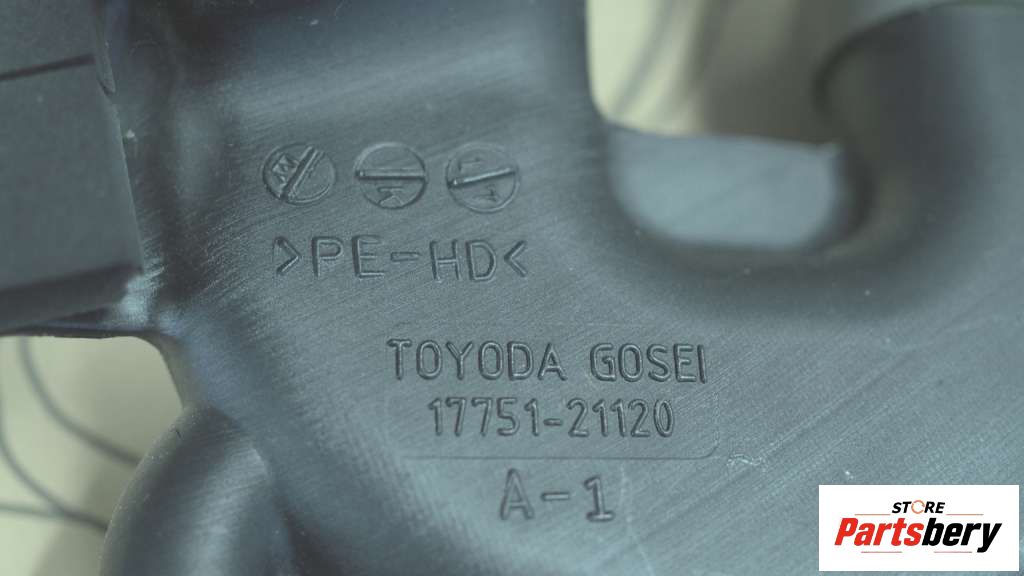 >PE-HD<
TOYODA GOSEI
17751-21120
A-1
STORE
Partsbery